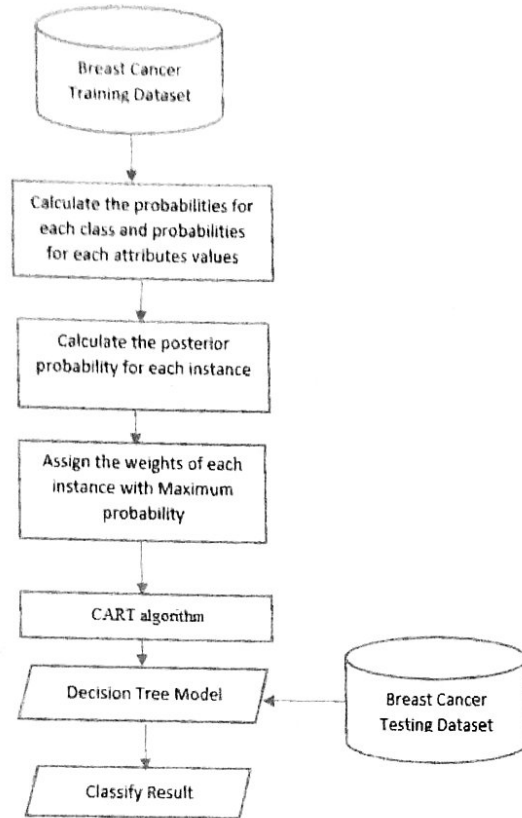 Breast Cancer
Training Dataset
Calculate the probabilities for
each class and probabilities
for each attributes values
Calculate the posterior
probability for each instance
Assign the weights of each
instance with Maximum
probability
CART algorithm
Decision Tree Model
Breast Cancer
Testing Dataset
Classify Result